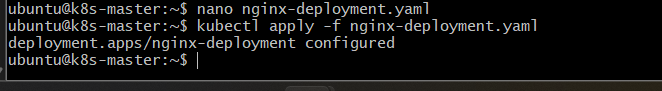 ubuntu@k8s-master:~$ nano nginx-deployment.yaml
ubuntu@k8s-master:~$ kubectl apply -f nginx-deployment.yaml
deployment.apps/nginx-deployment configured
ubuntu@k8s-master:~$